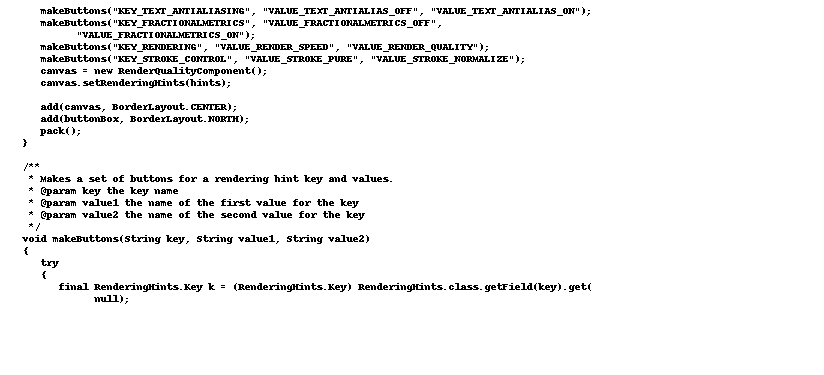 makeButtons("KEY_TEXT_ANTIALIASING", "VALUE_TEXT_ANTIALIAS_OFF", "VALUE_TEXT_ANTIALIAS_ON");
makeButtons("KEY_FRACTIONALMETRICS", "VALUE_FRACTIONALMETRICS_OFF",
"VALUE_FRACTIONALMETRICS_ON");
makeButtons("KEY_RENDERING", "VALUE_RENDER_SPEED", "VALUE_RENDER_QUALITY");
makeButtons("KEY_STROKE_CONTROL", "VALUE_STROKE_PURE", "VALUE_STROKE_NORMALIZE");
canvas = new RenderQualityComponent();
canvas.setRenderingHints(hints);
add(canvas, BorderLayout.CENTER);
add(buttonBox, BorderLayout.NORTH);
pack();
}
/**
* Makes a set of buttons for a rendering hint key and values.
* @param key the key name
* @param value1 the name of the first value for the key
* @param value2 the name of the second value for the key
*/
void makeButtons(String key, String value1, String value2)
{
try
{
final RenderingHints.Key k = (RenderingHints.Key) RenderingHints.class.getField(key).get(
null);